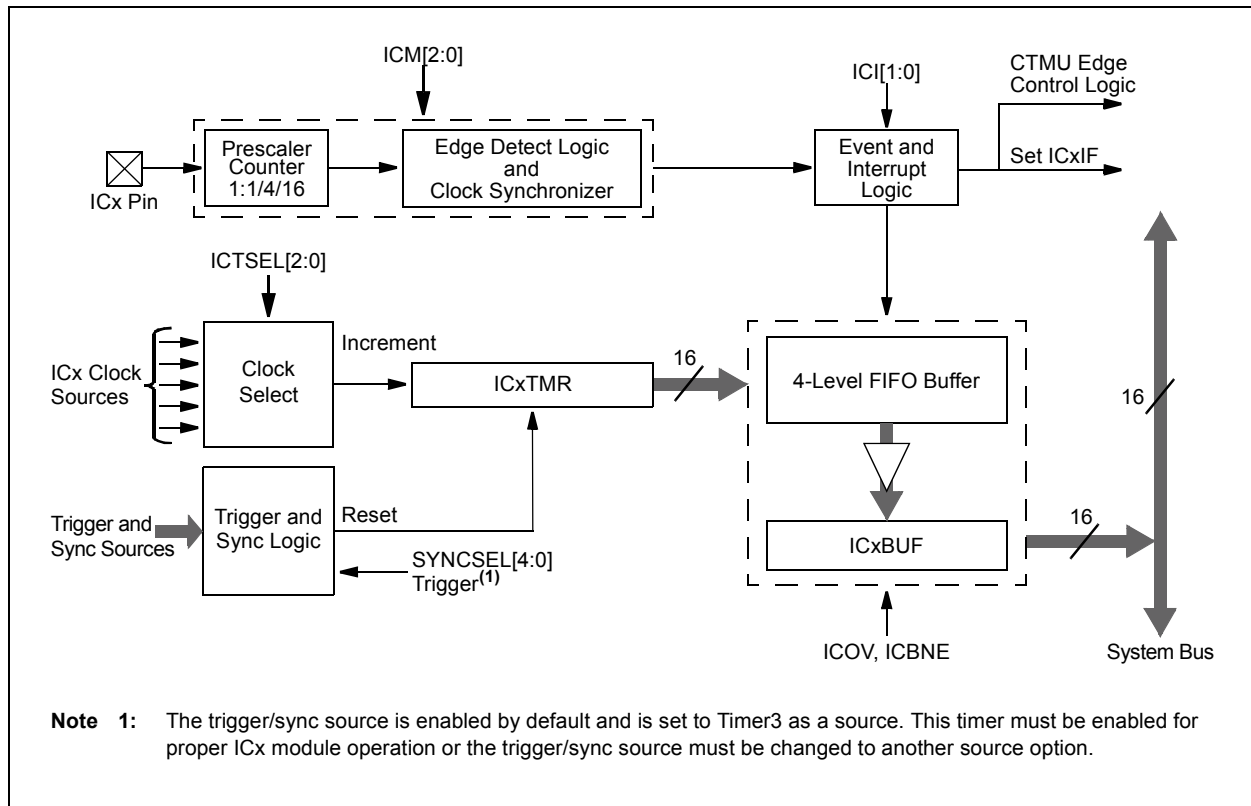 ICM[2:0]
ICI[1:0]
CTMU Edge
Control Logic
Prescaler
Counter
1:1/4/16
Edge Detect Logic
and
Clock Synchronizer
Event and
Interrupt
Logic
Set ICxIF
ICx Pin
ICTSEL[2:0]
ICx Clock
Sources
Clock
Select
Increment
ICxTMR
16
4-Level FIFO Buffer
16
Trigger and
Sync Sources
Trigger and
Sync Logic
Reset
SYNCSEL[4:0]
Trigger(1)
ICxBUF
16
ICOV, ICBNE
System Bus
Note 1: The trigger/sync source is enabled by default and is set to Timer3 as a source. This timer must be enabled for
proper ICx module operation or the trigger/sync source must be changed to another source option.